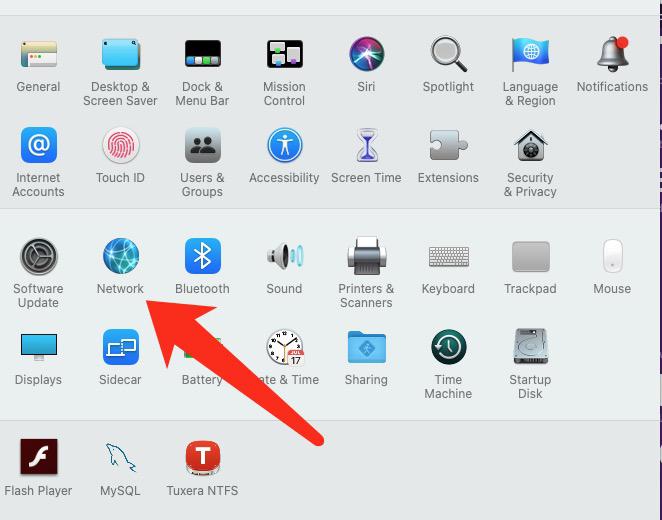 General
Desktop &
Screen Saver
Dock &
Menu Bar
Mission
Control
Siri
Spotlight
Language
& Region
Notifications
@
Internet
Accounts
Touch ID
Users &
Groups
Accessibility
Screen Time
Extensions
Security
& Privacy
Software
Update
Network
Bluetooth
Sound
Printers &
Scanners
Keyboard
Trackpad
Mouse
Displays
Sidecar
Battery
JUL
17
ate & Time
Sharing
Time
Machine
Startup
Disk
f
Flash Player
MySQL
T
Tuxera NTFS